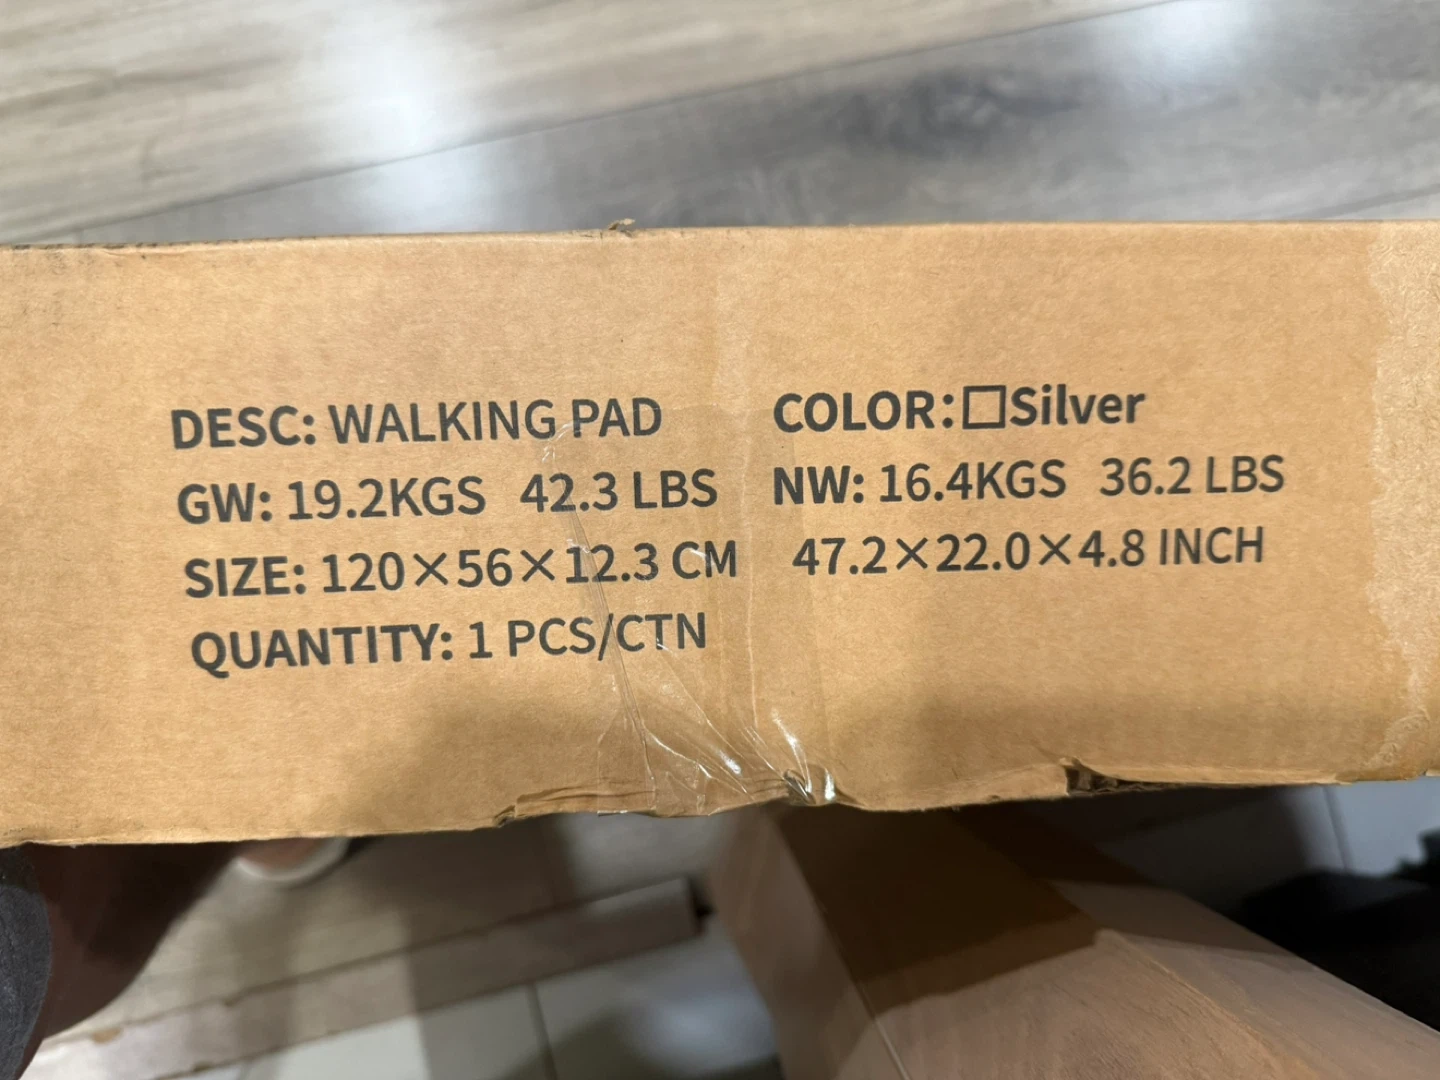 DESC: WALKING PAD COLOR: □Silver
GW: 19.2KGS 42.3 LBS NW: 16.4KGS 36.2 LBS
SIZE: 120×56×12.3 CM 47.2×22.0×4.8 INCH
QUANTITY: 1 PCS/CTN